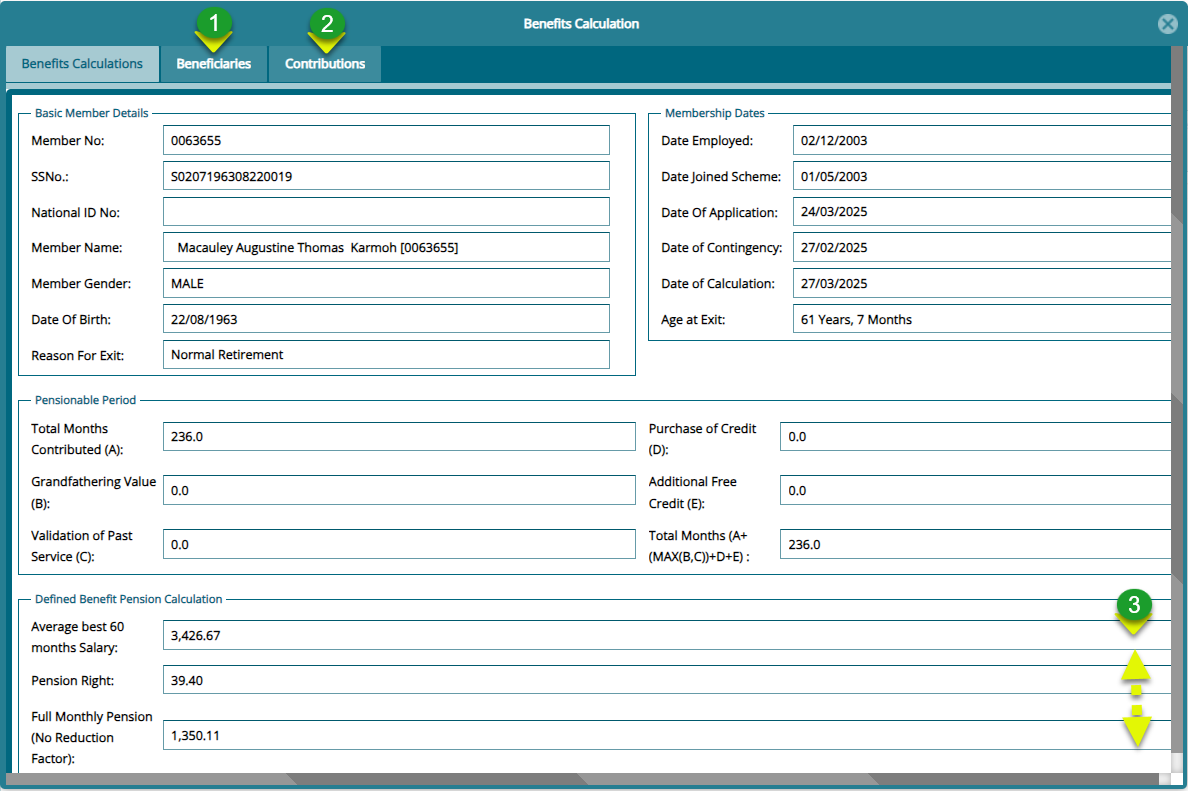 1
2
Benefits Calculation
Benefits Calculations
Beneficiaries
Contributions
Basic Member Details
Member No: 0063655
SSNo.: S0207196308220019
National ID No:
Member Name: Macauley Augustine Thomas Karmoh [0063655]
Member Gender: MALE
Date Of Birth: 22/08/1963
Reason For Exit: Normal Retirement
Membership Dates
Date Employed: 02/12/2003
Date Joined Scheme: 01/05/2003
Date Of Application: 24/03/2025
Date of Contingency: 27/02/2025
Date of Calculation: 27/03/2025
Age at Exit: 61 Years, 7 Months
Pensionable Period
Total Months
Contributed (A):
236.0
Purchase of Credit
(D):
0.0
Grandfathering Value
(B):
0.0
Additional Free
Credit (E):
0.0
Validation of Past
Service (C):
0.0
Total Months (A+
(MAX(B,C))+D+E) :
236.0
Defined Benefit Pension Calculation
3
Average best 60
months Salary:
3,426.67
Pension Right: 39.40
Full Monthly Pension
(No Reduction
Factor):
1,350.11